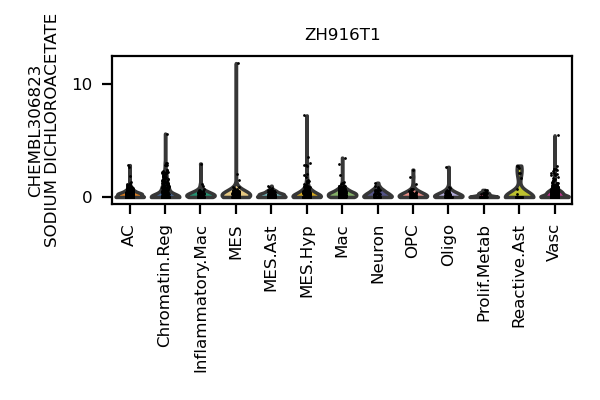 ZH916T1
CHEMBL306823
SODIUM DICHLOROACETATE
10
0
AC
Chromatin.Reg
Inflammatory.Mac
MES
MES.Ast
MES.Hyp
Mac
Neuron
OPC
Oligo
Prolif.Metab
Reactive.Ast
Vasc